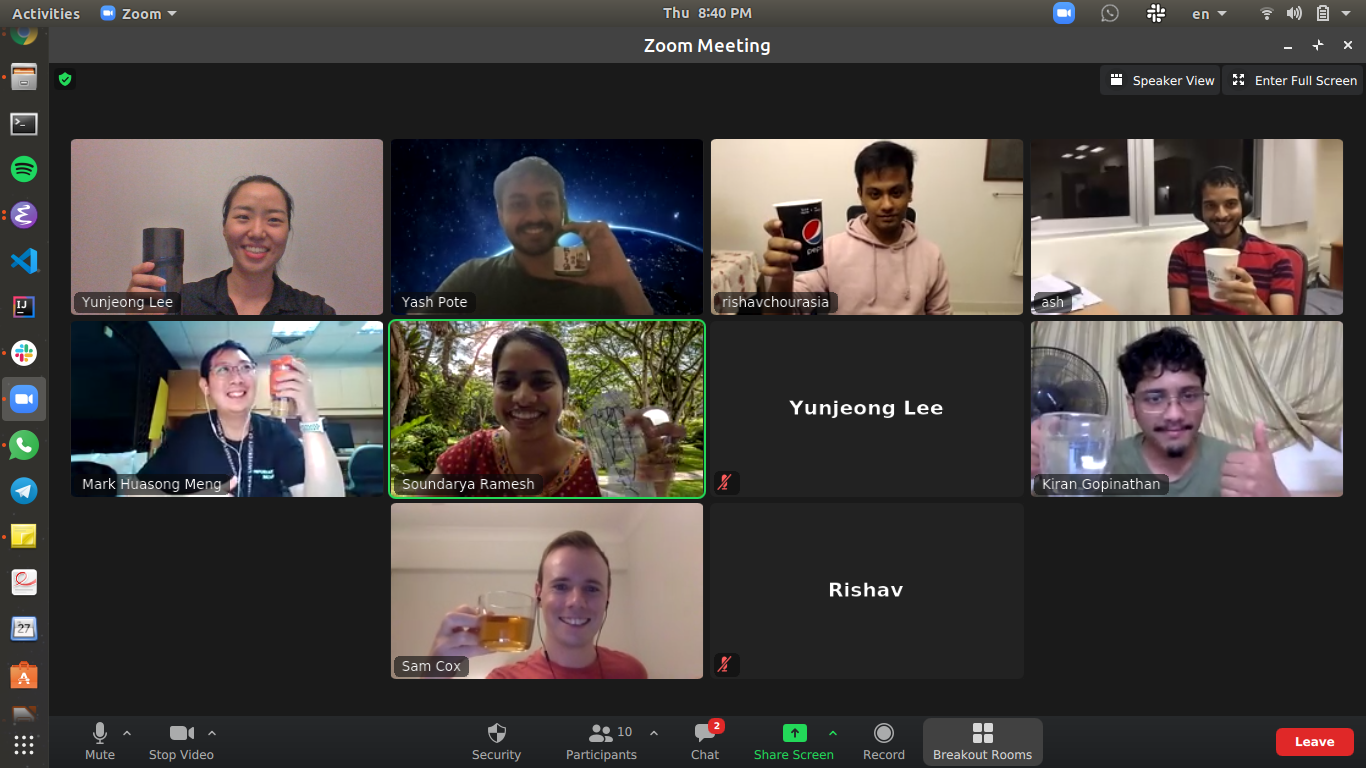 Activities
Zoom
Thu 8:40 PM
en
Zoom Meeting
Speaker View
Enter Full Screen
pepsi
Yunjeong Lee
Yash Pote
rishavchourasia
ash
Yunjeong Lee
Mark Huasong Meng
Soundarya Ramesh
Kiran Gopinathan
Rishav
Sam Cox
27
Mute
Stop Video
Security
10
Participants
2
Chat
Share Screen
Record
Breakout Rooms
Leave